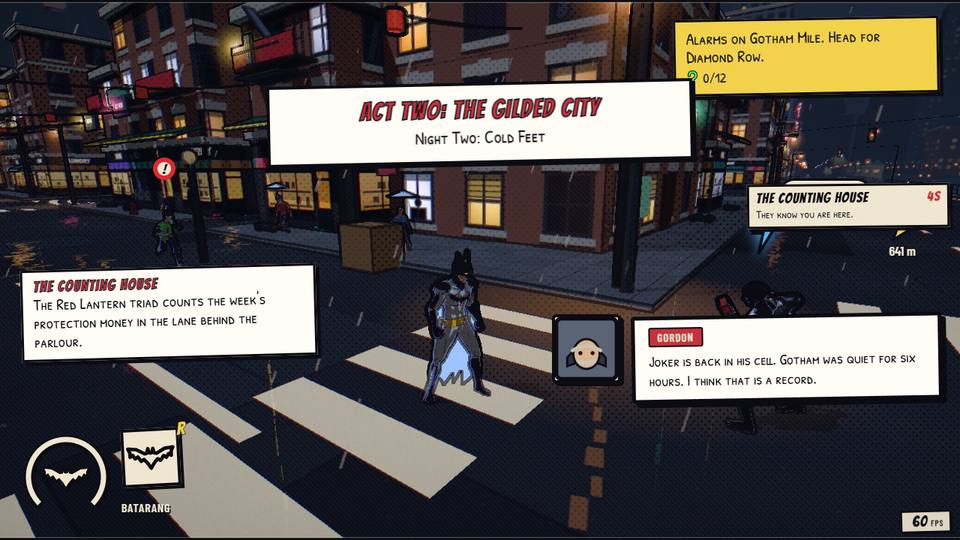 Alarms on Gotham Mile. Head for
Diamond Row.
0/12
ACT TWO: THE GILDED CITY
Night Two: Cold Feet
!
THE COUNTING HOUSE 4S
They know you are here.
641 m
THE COUNTING HOUSE
The Red Lantern triad counts the week's
protection money in the lane behind the
parlour.
GORDON
Joker is back in his cell. Gotham was quiet for six
hours. I think that is a record.
R
BATARANG
60 FPS